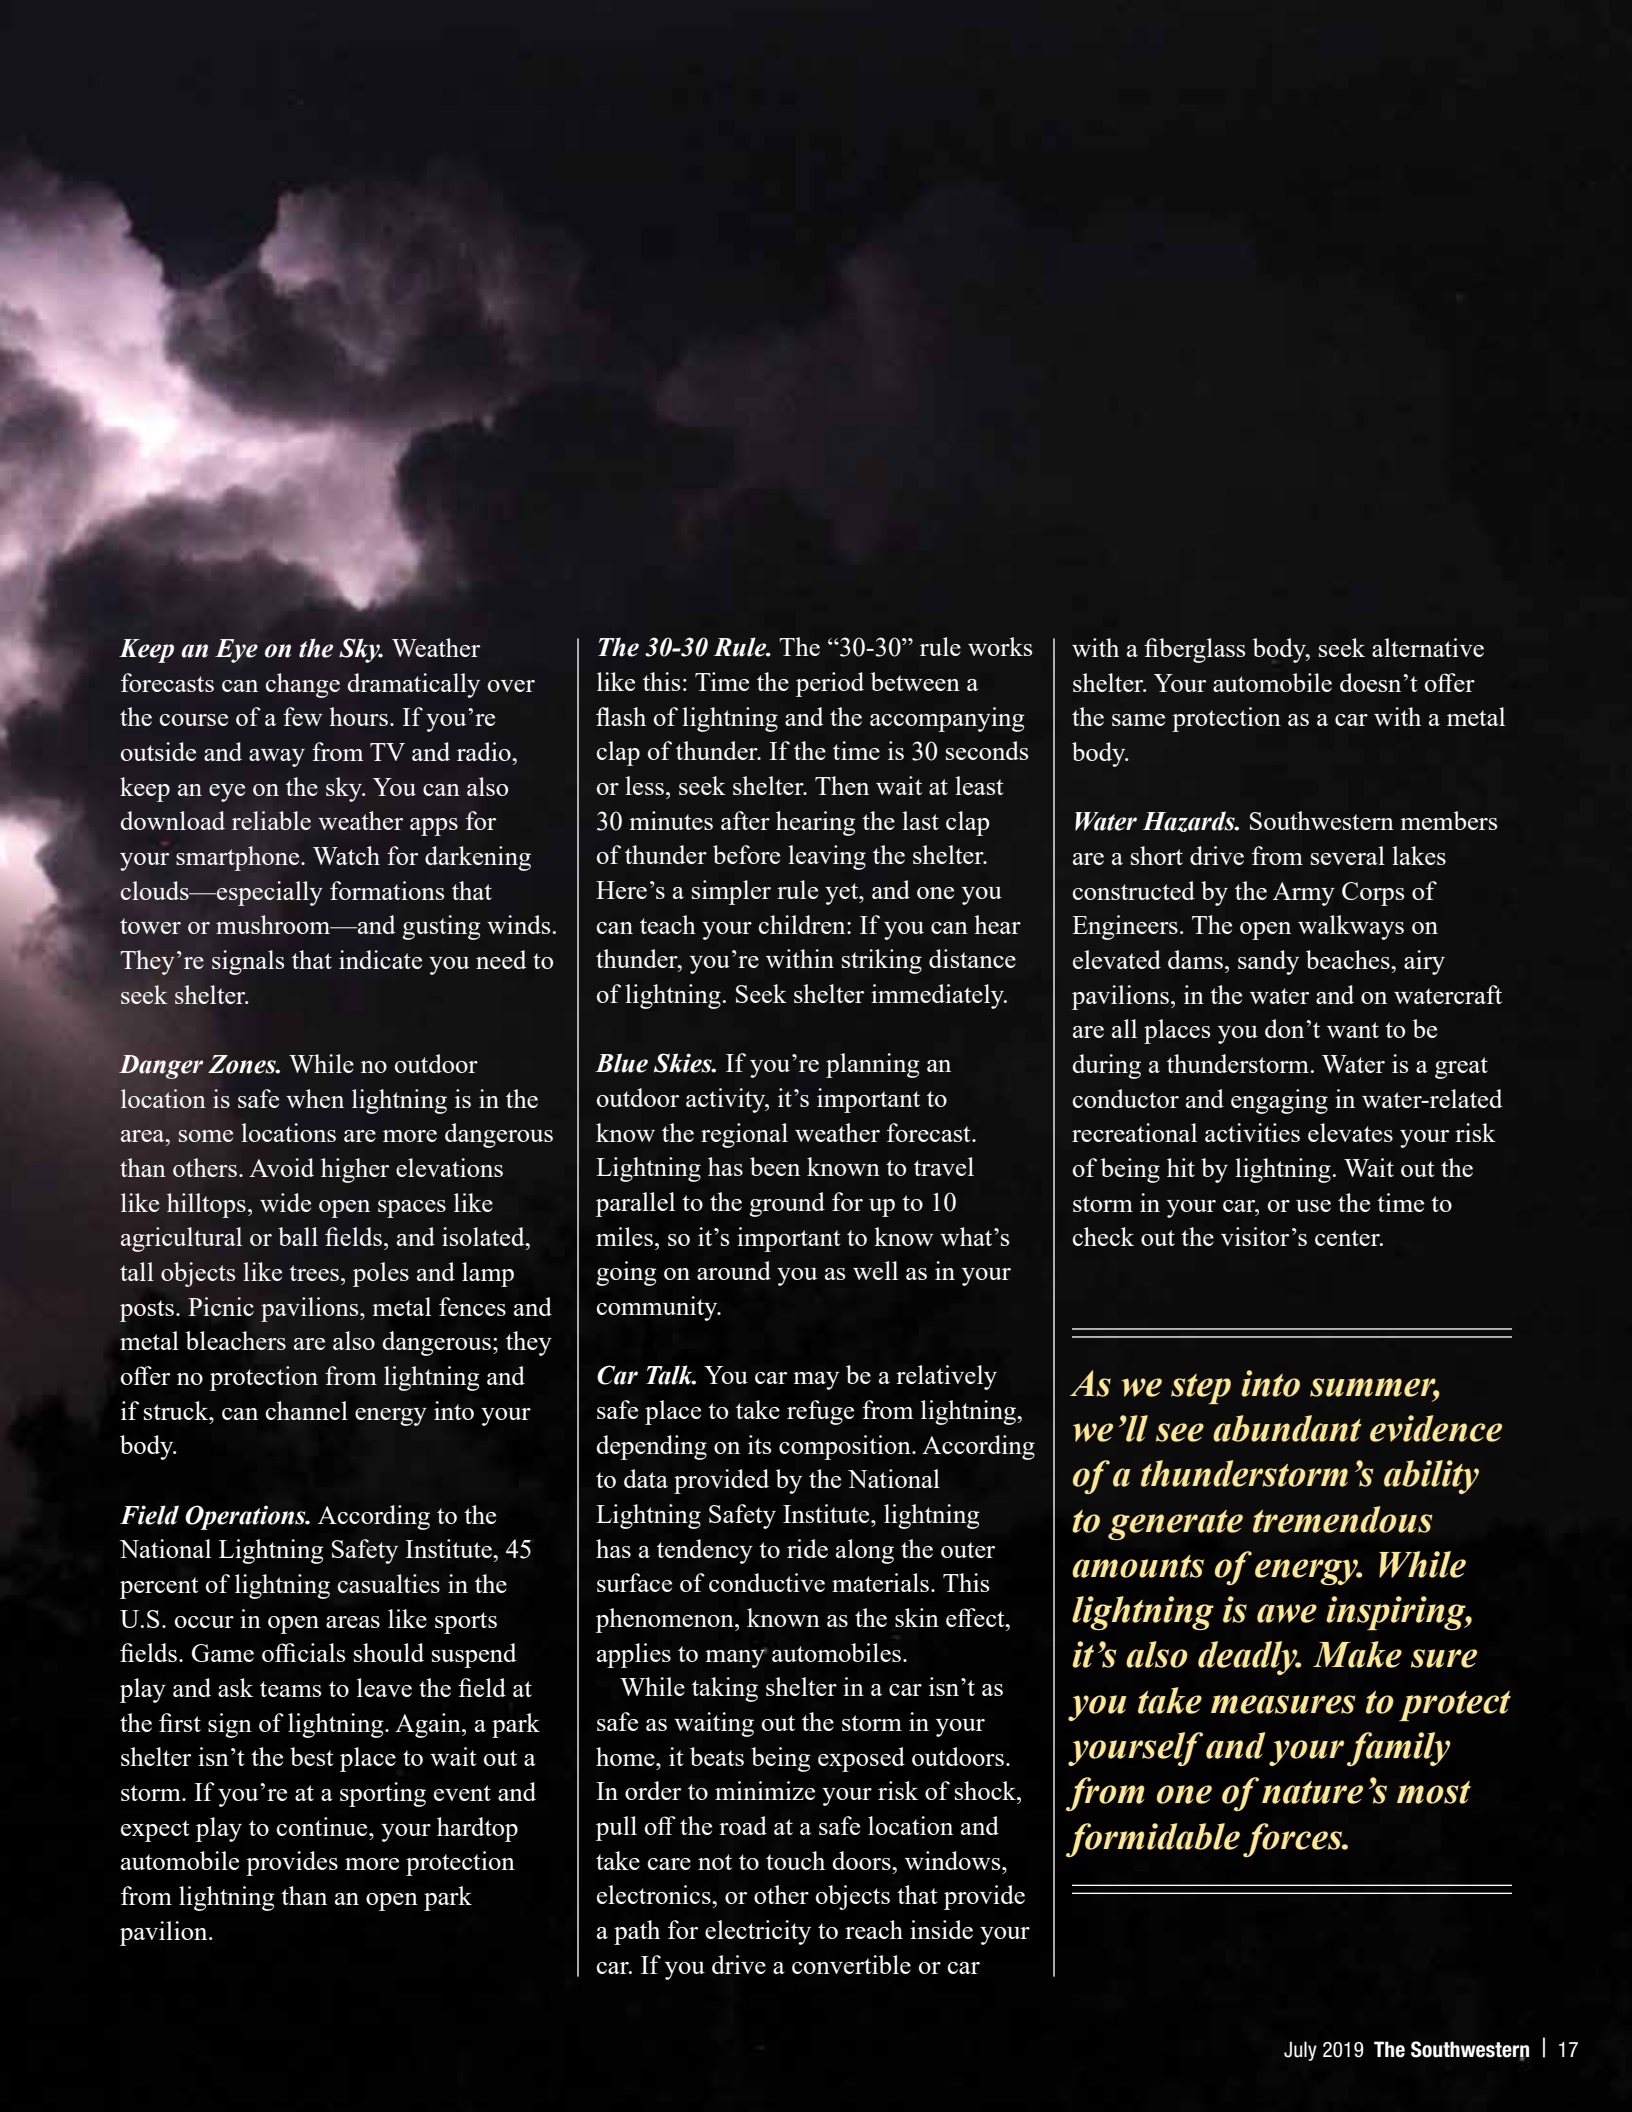 Keep an Eye on the Sky. Weather
forecasts can change dramatically over
the course of a few hours. If you’re
outside and away from TV and radio,
keep an eye on the sky. You can also
download reliable weather apps for
your smartphone. Watch for darkening
clouds—especially formations that
tower or mushroom—and gusting winds.
They’re signals that indicate you need to
seek shelter.
Danger Zones. While no outdoor
location is safe when lightning is in the
area, some locations are more dangerous
than others. Avoid higher elevations
like hilltops, wide open spaces like
agricultural or ball fields, and isolated,
tall objects like trees, poles and lamp
posts. Picnic pavilions, metal fences and
metal bleachers are also dangerous; they
offer no protection from lightning and
if struck, can channel energy into your
body.
Field Operations. According to the
National Lightning Safety Institute, 45
percent of lightning casualties in the
U.S. occur in open areas like sports
fields. Game officials should suspend
play and ask teams to leave the field at
the first sign of lightning. Again, a park
shelter isn’t the best place to wait out a
storm. If you’re at a sporting event and
expect play to continue, your hardtop
automobile provides more protection
from lightning than an open park
pavilion.
The 30-30 Rule. The “30-30” rule works
like this: Time the period between a
flash of lightning and the accompanying
clap of thunder. If the time is 30 seconds
or less, seek shelter. Then wait at least
30 minutes after hearing the last clap
of thunder before leaving the shelter.
Here’s a simpler rule yet, and one you
can teach your children: If you can hear
thunder, you’re within striking distance
of lightning. Seek shelter immediately.
Blue Skies. If you’re planning an
outdoor activity, it’s important to
know the regional weather forecast.
Lightning has been known to travel
parallel to the ground for up to 10
miles, so it’s important to know what’s
going on around you as well as in your
community.
Car Talk. You car may be a relatively
safe place to take refuge from lightning,
depending on its composition. According
to data provided by the National
Lightning Safety Institute, lightning
has a tendency to ride along the outer
surface of conductive materials. This
phenomenon, known as the skin effect,
applies to many automobiles.
While taking shelter in a car isn’t as
safe as waiting out the storm in your
home, it beats being exposed outdoors.
In order to minimize your risk of shock,
pull off the road at a safe location and
take care not to touch doors, windows,
electronics, or other objects that provide
a path for electricity to reach inside your
car. If you drive a convertible or car
with a fiberglass body, seek alternative
shelter. Your automobile doesn’t offer
the same protection as a car with a metal
body.
Water Hazards. Southwestern members
are a short drive from several lakes
constructed by the Army Corps of
Engineers. The open walkways on
elevated dams, sandy beaches, airy
pavilions, in the water and on watercraft
are all places you don’t want to be
during a thunderstorm. Water is a great
conductor and engaging in water-related
recreational activities elevates your risk
of being hit by lightning. Wait out the
storm in your car, or use the time to
check out the visitor’s center.
As we step into summer,
we’ll see abundant evidence
of a thunderstorm’s ability
to generate tremendous
amounts of energy. While
lightning is awe inspiring,
it’s also deadly. Make sure
you take measures to protect
yourself and your family
from one of nature’s most
formidable forces.
July 2019 The Southwestern | 17